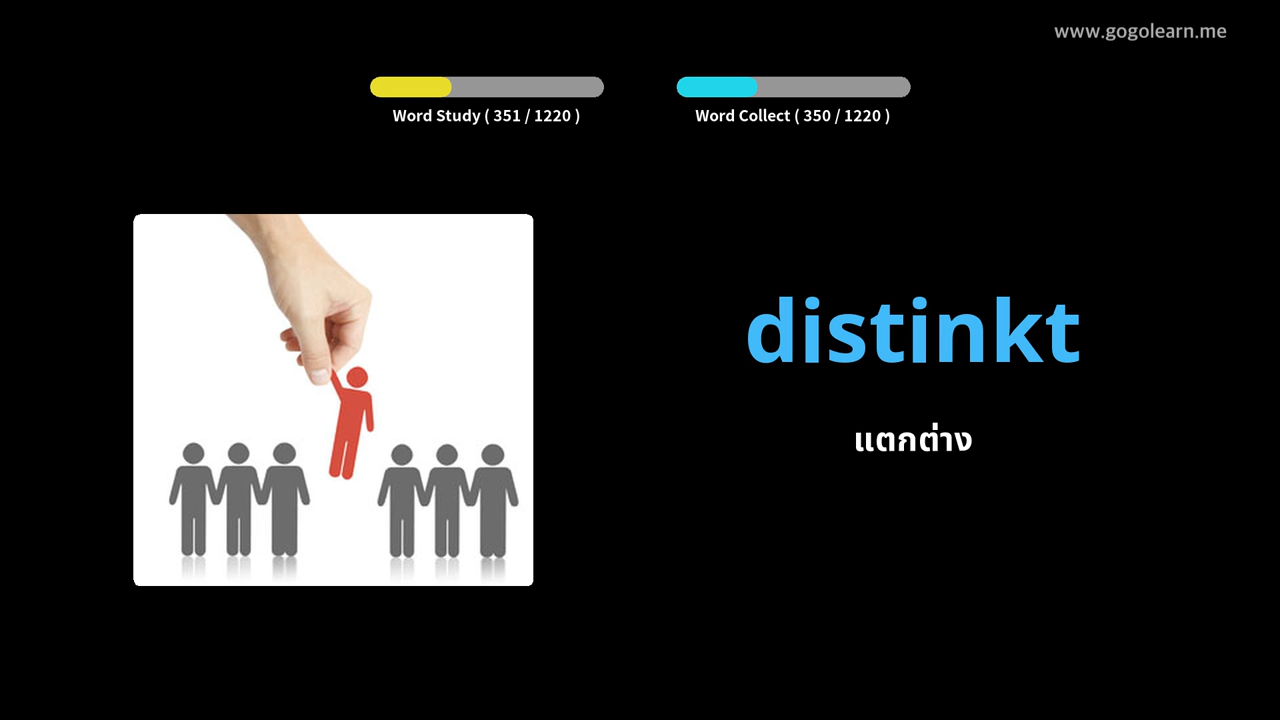 www.gogolearn.me
Word Study ( 351 / 1220 )
Word Collect ( 350 / 1220 )
distinkt
แตกต่าง